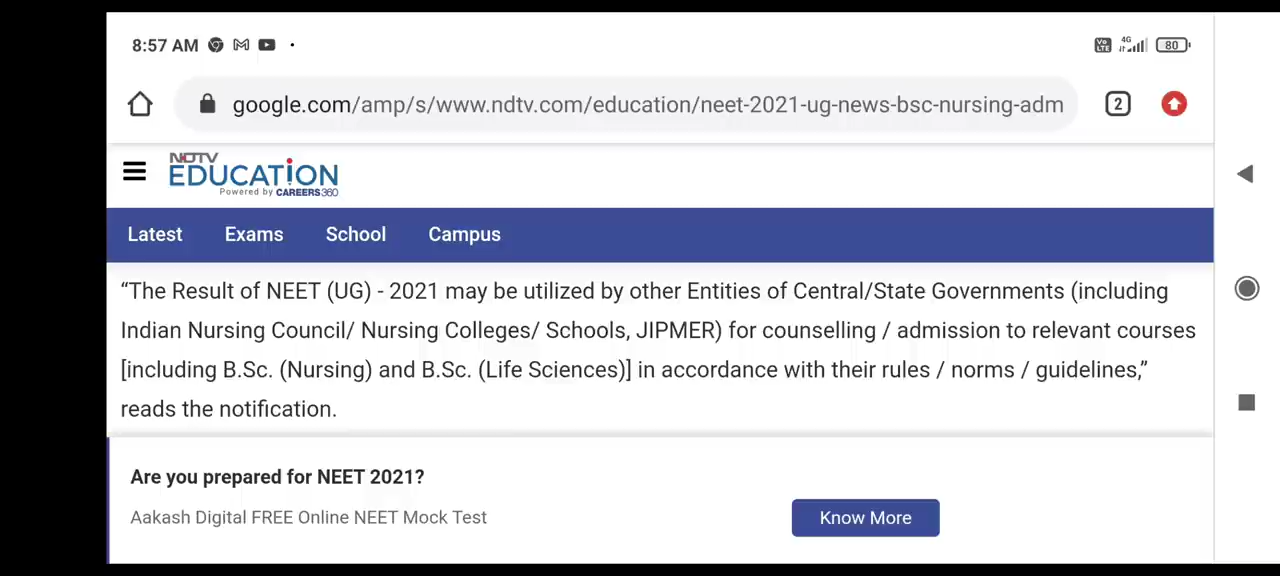 8:57 AM
VoLTE 4G 80
google.com/amp/s/www.ndtv.com/education/neet-2021-ug-news-bsc-nursing-adm 2
NDTV
EDUCATION
Powered by CAREERS360
Latest Exams School Campus
“The Result of NEET (UG) - 2021 may be utilized by other Entities of Central/State Governments (including
Indian Nursing Council/ Nursing Colleges/ Schools, JIPMER) for counselling / admission to relevant courses
[including B.Sc. (Nursing) and B.Sc. (Life Sciences)] in accordance with their rules / norms / guidelines,”
reads the notification.
Are you prepared for NEET 2021?
Aakash Digital FREE Online NEET Mock Test
Know More